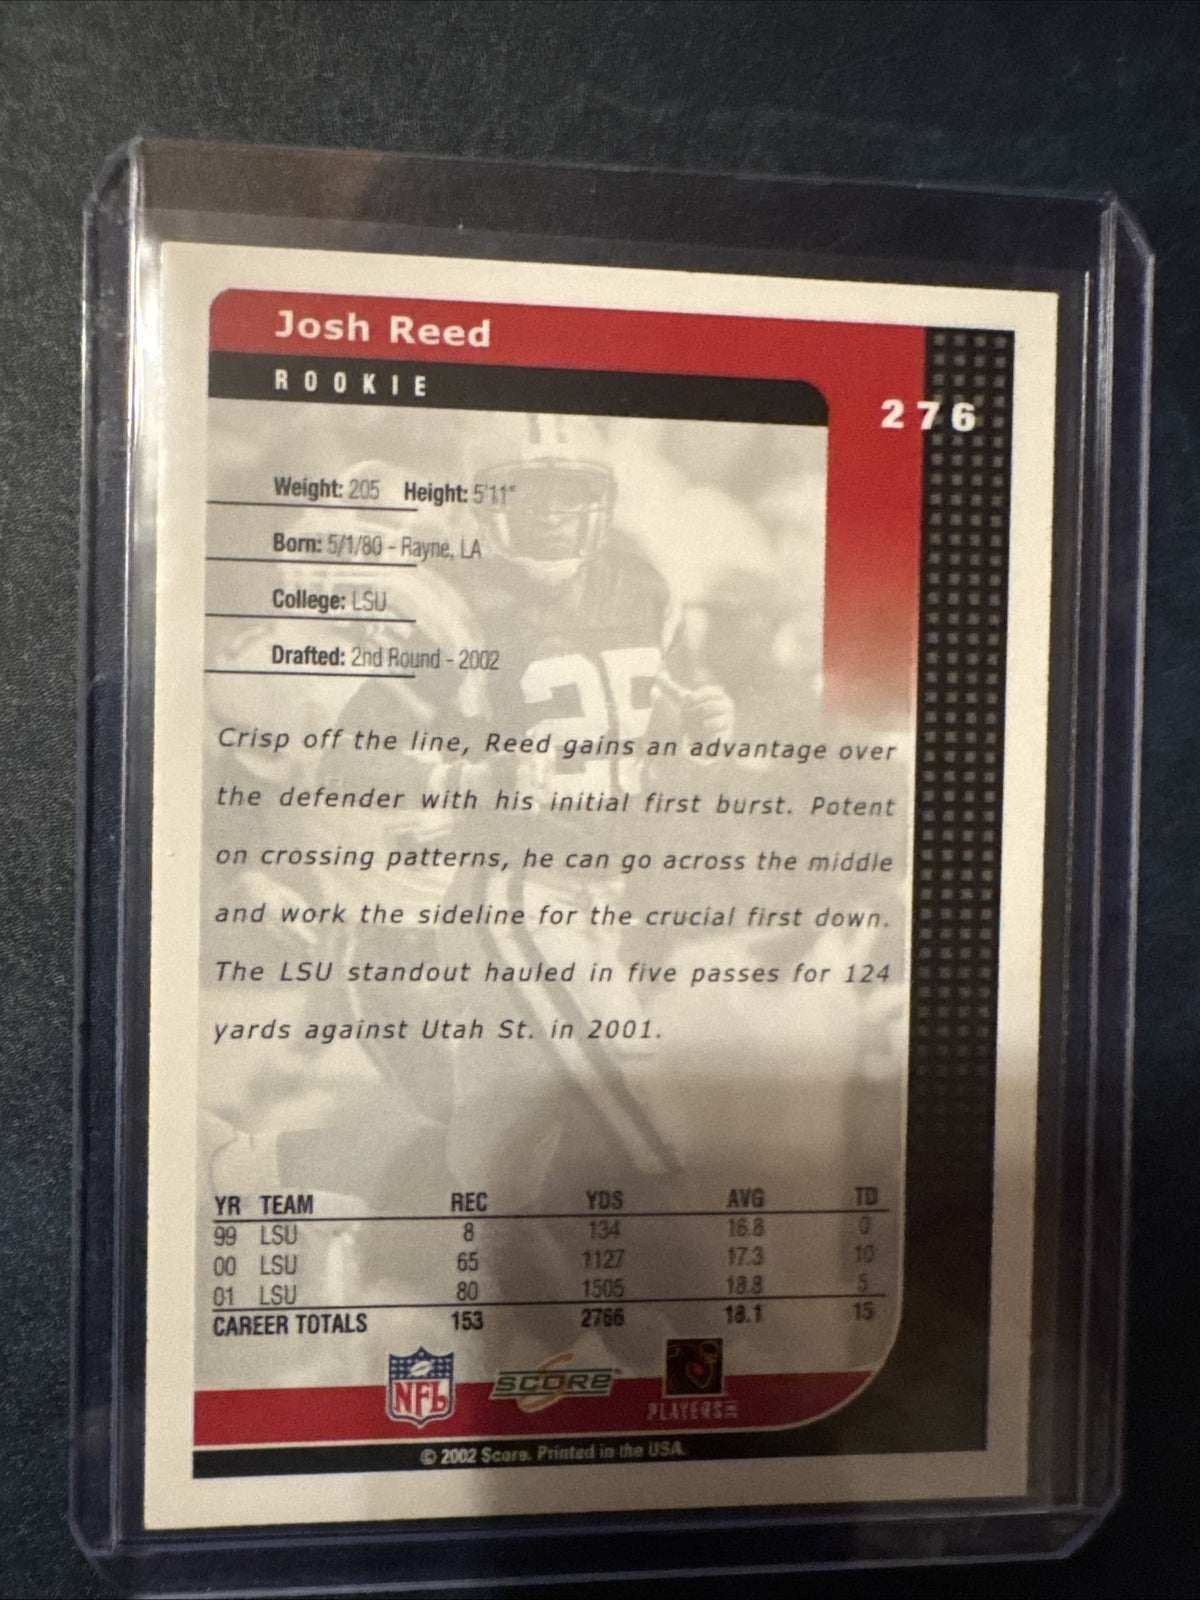 Josh Reed
ROOKIE
276
Weight: 205 Height: 5'11"
Born: 5/1/80 - Rayne, LA
College: LSU
Drafted: 2nd Round - 2002
Crisp off the line, Reed gains an advantage over
the defender with his initial first burst. Potent
on crossing patterns, he can go across the middle
and work the sideline for the crucial first down.
The LSU standout hauled in five passes for 124
yards against Utah St. in 2001.
YR TEAM REC YDS AVG TD
99 LSU 8 134 16.8 0
00 LSU 65 1127 17.3 10
01 LSU 80 1505 18.8 5
CAREER TOTALS 153 2766 18.1 15
25
NFL SCORE PLAYERS INC
© 2002 Score. Printed in the USA.